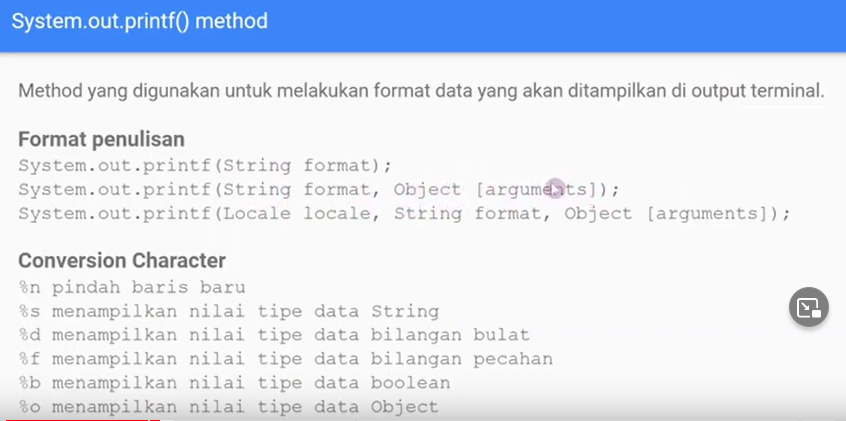 System.out.printf() method
Method yang digunakan untuk melakukan format data yang akan ditampilkan di output terminal.
Format penulisan
System.out.printf(String format);
System.out.printf(String format, Object [arguments]);
System.out.printf(Locale locale, String format, Object [arguments]);
Conversion Character
%n pindah baris baru
%s menampilkan nilai tipe data String
%d menampilkan nilai tipe data bilangan bulat
%f menampilkan nilai tipe data bilangan pecahan
%b menampilkan nilai tipe data boolean
%o menampilkan nilai tipe data Object